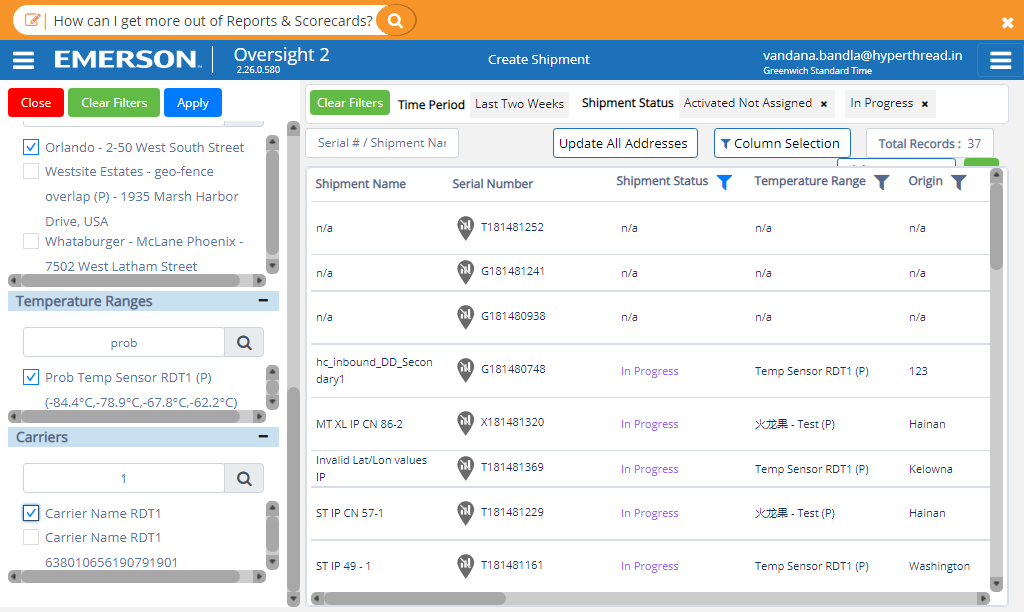 How can I get more out of Reports & Scorecards?
EMERSON
Oversight 2
2.26.0.580
Create Shipment
vandana.bandla@hyperthread.in
Greenwich Standard Time
Close
Clear Filters
Apply
Orlando - 2-50 West South Street
Westsite Estates - geo-fence
overlap (P) - 1935 Marsh Harbor
Drive, USA
Whataburger - McLane Phoenix -
7502 West Latham Street
Temperature Ranges
prob
Prob Temp Sensor RDT1 (P)
(-84.4°C,-78.9°C,-67.8°C,-62.2°C)
Carriers
1
Carrier Name RDT1
Carrier Name RDT1
638010656190791901
Clear Filters
Time Period
Last Two Weeks
Shipment Status
Activated Not Assigned ×
In Progress ×
Serial # / Shipment Nar
Update All Addresses
Column Selection
Total Records : 37
Shipment Name Serial Number Shipment Status Temperature Range Origin
n/a T181481252 n/a n/a n/a
n/a G181481241 n/a n/a n/a
n/a G181480938 n/a n/a n/a
hc_inbound_DD_Secon
dary1 G181480748 In Progress Temp Sensor RDT1 (P) 123
MT XL IP CN 86-2 X181481320 In Progress 火龙果 - Test (P) Hainan
Invalid Lat/Lon values
IP T181481369 In Progress Temp Sensor RDT1 (P) Kelowna
ST IP CN 57-1 T181481229 In Progress 火龙果 - Test (P) Hainan
ST IP 49 - 1 T181481161 In Progress Temp Sensor RDT1 (P) Washington